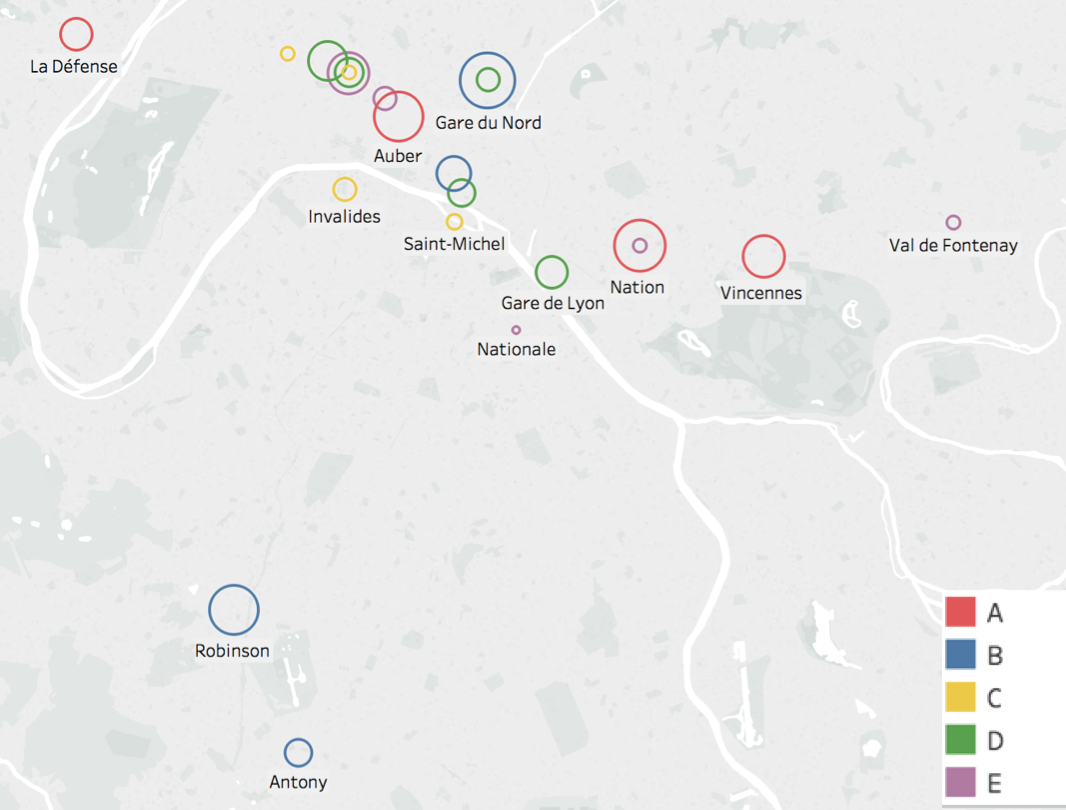 La Défense
Gare du Nord
Auber
Invalides
Saint-Michel
Val de Fontenay
Nation
Vincennes
Gare de Lyon
Nationale
Robinson
Antony
A
B
C
D
E